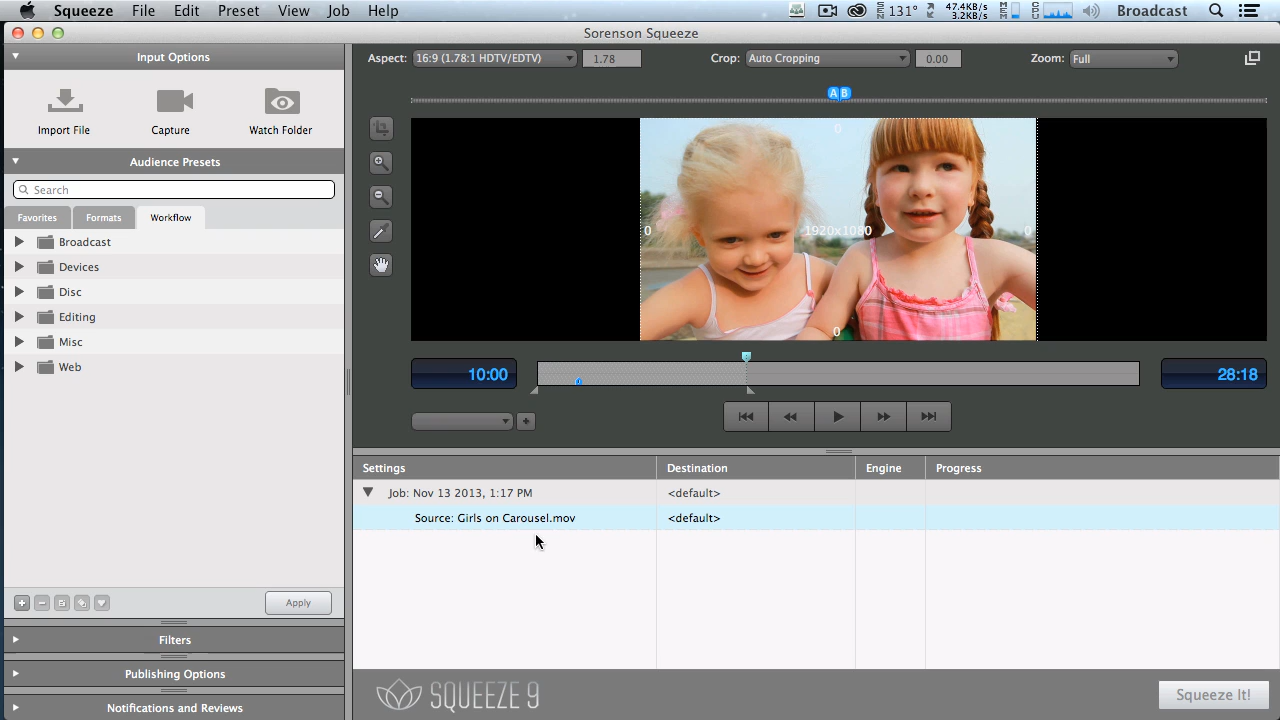 Squeeze File Edit Preset View Job Help 131° 47.4KB/s 3.2KB/s Broadcast
Sorenson Squeeze
Input Options
Import File Capture Watch Folder
Audience Presets
Search
Favorites Formats Workflow
Broadcast
Devices
Disc
Editing
Misc
Web
Apply
Filters
Publishing Options
Notifications and Reviews
Aspect: 16:9 (1.78:1 HDTV/EDTV) 1.78 Crop: Auto Cropping 0.00 Zoom: Full
A B
0
0 1920x1080 0
0
10:00 28:18
Settings Destination Engine Progress
Job: Nov 13 2013, 1:17 PM <default>
Source: Girls on Carousel.mov <default>
SQUEEZE 9 Squeeze It!